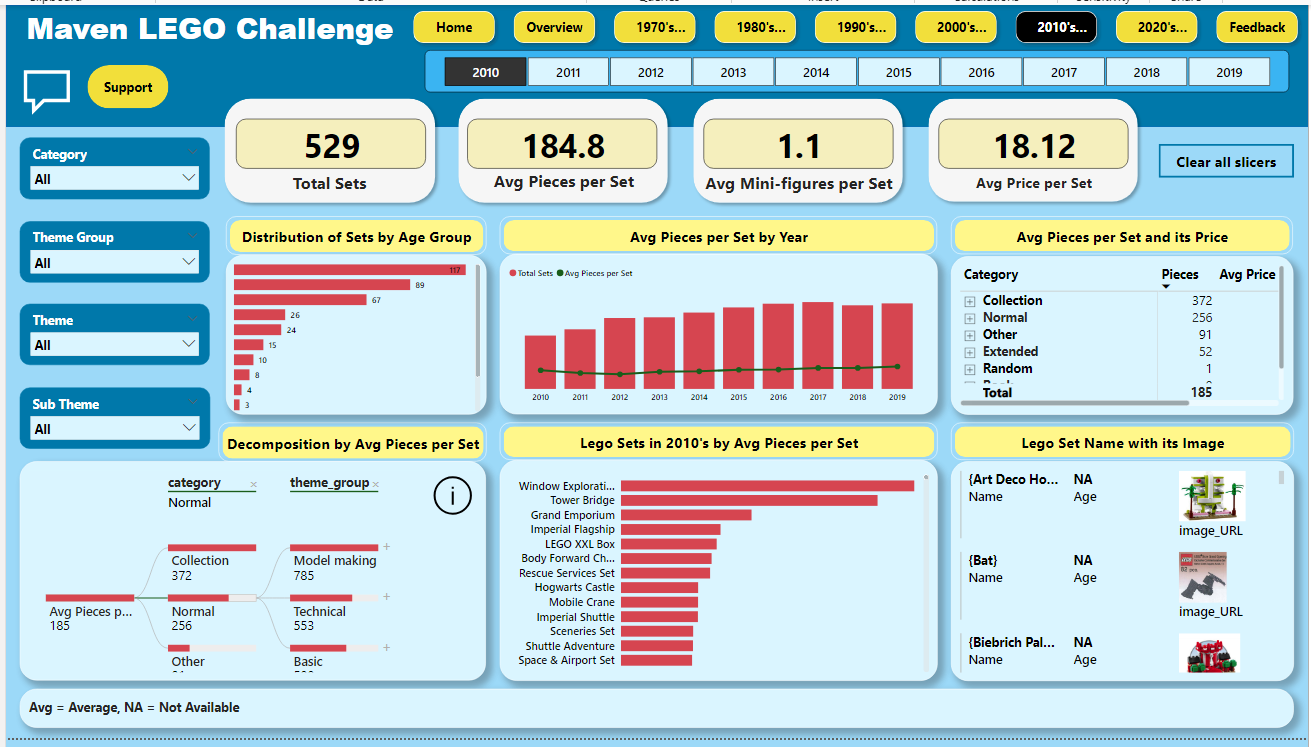 Maven LEGO Challenge
Home
Overview
1970's...
1980's...
1990's...
2000's...
2010's...
2020's...
Feedback
2010
2011
2012
2013
2014
2015
2016
2017
2018
2019
Support
529
Total Sets
184.8
Avg Pieces per Set
1.1
Avg Mini-figures per Set
18.12
Avg Price per Set
Clear all slicers
Category
All
Theme Group
All
Theme
All
Sub Theme
All
Distribution of Sets by Age Group
117
89
67
26
24
15
10
8
4
3
Avg Pieces per Set by Year
Total Sets
Avg Pieces per Set
2010
2011
2012
2013
2014
2015
2016
2017
2018
2019
Avg Pieces per Set and its Price
Category Pieces Avg Price
Collection 372
Normal 256
Other 91
Extended 52
Random 1
Total 185
Decomposition by Avg Pieces per Set
category
Normal
theme_group
Avg Pieces p...
185
Collection
372
Normal
256
Other
Model making
785
Technical
553
Basic
Lego Sets in 2010's by Avg Pieces per Set
Window Explorati...
Tower Bridge
Grand Emporium
Imperial Flagship
LEGO XXL Box
Body Forward Ch...
Rescue Services Set
Hogwarts Castle
Mobile Crane
Imperial Shuttle
Sceneries Set
Shuttle Adventure
Space & Airport Set
Lego Set Name with its Image
{Art Deco Ho... NA
Name Age
image_URL
{Bat} NA
Name Age
image_URL
{Biebrich Pal... NA
Name Age
Avg = Average, NA = Not Available